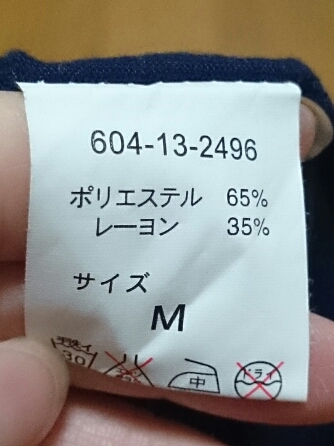 604-13-2496
ポリエステル 65%
レーヨン 35%
サイズ
M
30 中 ドライ